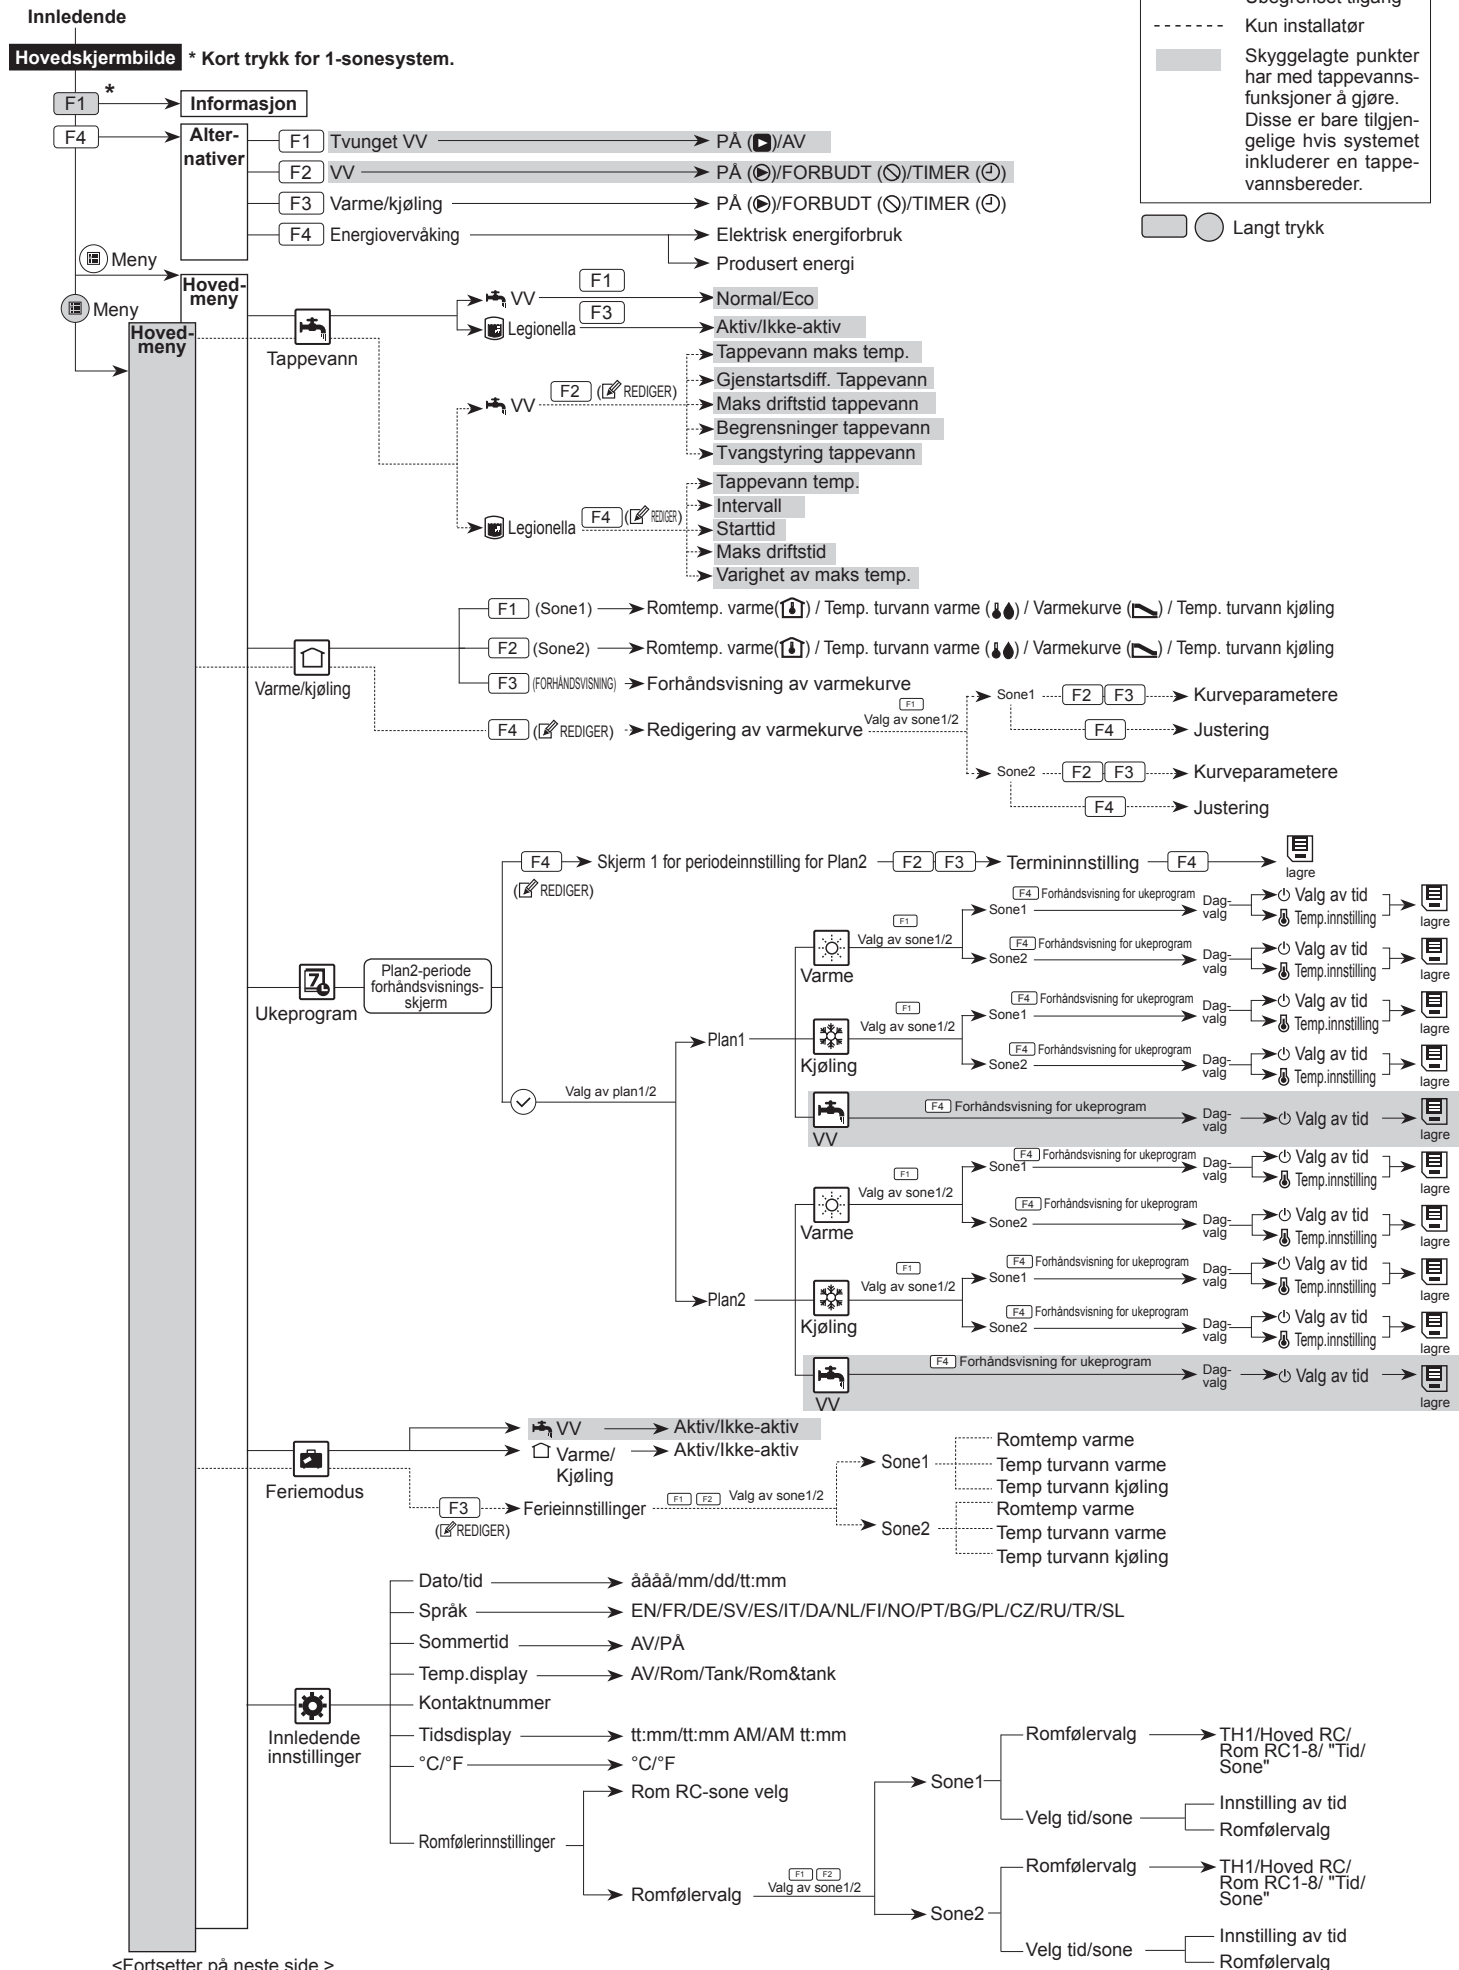 Innledende
Hovedskjermbilde * Kort trykk for 1-sonesystem.
Ubegrenset tilgang
Kun installatør
Skyggelagte punkter
har med tappevanns-
funksjoner å gjøre.
Disse er bare tilgjen-
gelige hvis systemet
inkluderer en tappe-
vannsbereder.
Langt trykk
F1 * Informasjon
F4 Alter-
nativer
F1 Tvunget VV PÅ ()/AV
F2 VV PÅ ()/FORBUDT ()/TIMER ()
F3 Varme/kjøling PÅ ()/FORBUDT ()/TIMER ()
F4 Energiovervåking Elektrisk energiforbruk
Produsert energi
Meny
Hoved-
meny
Meny
Hoved-
meny
Tappevann
VV F1 Normal/Eco
Legionella F3 Aktiv/Ikke-aktiv
VV F2 (REDIGER)
Tappevann maks temp.
Gjenstartsdiff. Tappevann
Maks driftstid tappevann
Begrensninger tappevann
Tvangstyring tappevann
Legionella F4 (REDIGER)
Tappevann temp.
Intervall
Starttid
Maks driftstid
Varighet av maks temp.
Varme/kjøling
F1 (Sone1) Romtemp. varme() / Temp. turvann varme () / Varmekurve () / Temp. turvann kjøling
F2 (Sone2) Romtemp. varme() / Temp. turvann varme () / Varmekurve () / Temp. turvann kjøling
F3 (FORHÅNDSVISNING) Forhåndsvisning av varmekurve
F4 (REDIGER) Redigering av varmekurve F1
Valg av sone1/2
Sone1 F2 F3 Kurveparametere
F4 Justering
Sone2 F2 F3 Kurveparametere
F4 Justering
Ukeprogram
Plan2-periode
forhåndsvisnings-
skjerm
F4 Skjerm 1 for periodeinnstilling for Plan2 F2 F3 Termininnstilling F4 lagre
(REDIGER)
Valg av plan1/2
Plan1
Varme
F1
Valg av sone1/2
F4 Forhåndsvisning for ukeprogram
Sone1 Dag-
valg
Valg av tid
Temp.innstilling
lagre
F4 Forhåndsvisning for ukeprogram
Sone2 Dag-
valg
Valg av tid
Temp.innstilling
lagre
Kjøling
F1
Valg av sone1/2
F4 Forhåndsvisning for ukeprogram
Sone1 Dag-
valg
Valg av tid
Temp.innstilling
lagre
F4 Forhåndsvisning for ukeprogram
Sone2 Dag-
valg
Valg av tid
Temp.innstilling
lagre
VV
F4 Forhåndsvisning for ukeprogram
Dag-
valg
Valg av tid
lagre
Plan2
Varme
F1
Valg av sone1/2
F4 Forhåndsvisning for ukeprogram
Sone1 Dag-
valg
Valg av tid
Temp.innstilling
lagre
F4 Forhåndsvisning for ukeprogram
Sone2 Dag-
valg
Valg av tid
Temp.innstilling
lagre
Kjøling
F1
Valg av sone1/2
F4 Forhåndsvisning for ukeprogram
Sone1 Dag-
valg
Valg av tid
Temp.innstilling
lagre
F4 Forhåndsvisning for ukeprogram
Sone2 Dag-
valg
Valg av tid
Temp.innstilling
lagre
VV
F4 Forhåndsvisning for ukeprogram
Dag-
valg
Valg av tid
lagre
Feriemodus
VV Aktiv/Ikke-aktiv
Varme/
Kjøling Aktiv/Ikke-aktiv
F3 Ferieinnstillinger F1 F2 Valg av sone1/2
(REDIGER)
Sone1
Romtemp varme
Temp turvann varme
Temp turvann kjøling
Sone2
Romtemp varme
Temp turvann varme
Temp turvann kjøling
Innledende
innstillinger
Dato/tid åååå/mm/dd/tt:mm
Språk EN/FR/DE/SV/ES/IT/DA/NL/FI/NO/PT/BG/PL/CZ/RU/TR/SL
Sommertid AV/PÅ
Temp.display AV/Rom/Tank/Rom&tank
Kontaktnummer
Tidsdisplay tt:mm/tt:mm AM/AM tt:mm
°C/°F °C/°F
Romfølerinnstillinger
Rom RC-sone velg
Romfølervalg F1 F2
Valg av sone1/2
Sone1
Romfølervalg TH1/Hoved RC/
Rom RC1-8/ "Tid/
Sone"
Velg tid/sone Innstilling av tid
Romfølervalg
Sone2
Romfølervalg TH1/Hoved RC/
Rom RC1-8/ "Tid/
Sone"
Velg tid/sone Innstilling av tid
Romfølervalg
<Fortsetter på neste side.>